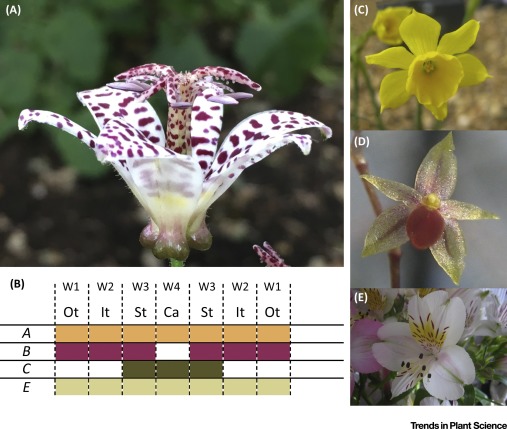 (A)
(C)
(D)
(B)
W1 W2 W3 W4 W3 W2 W1
Ot It St Ca St It Ot
A
B
C
E
(E)
Trends in Plant Science